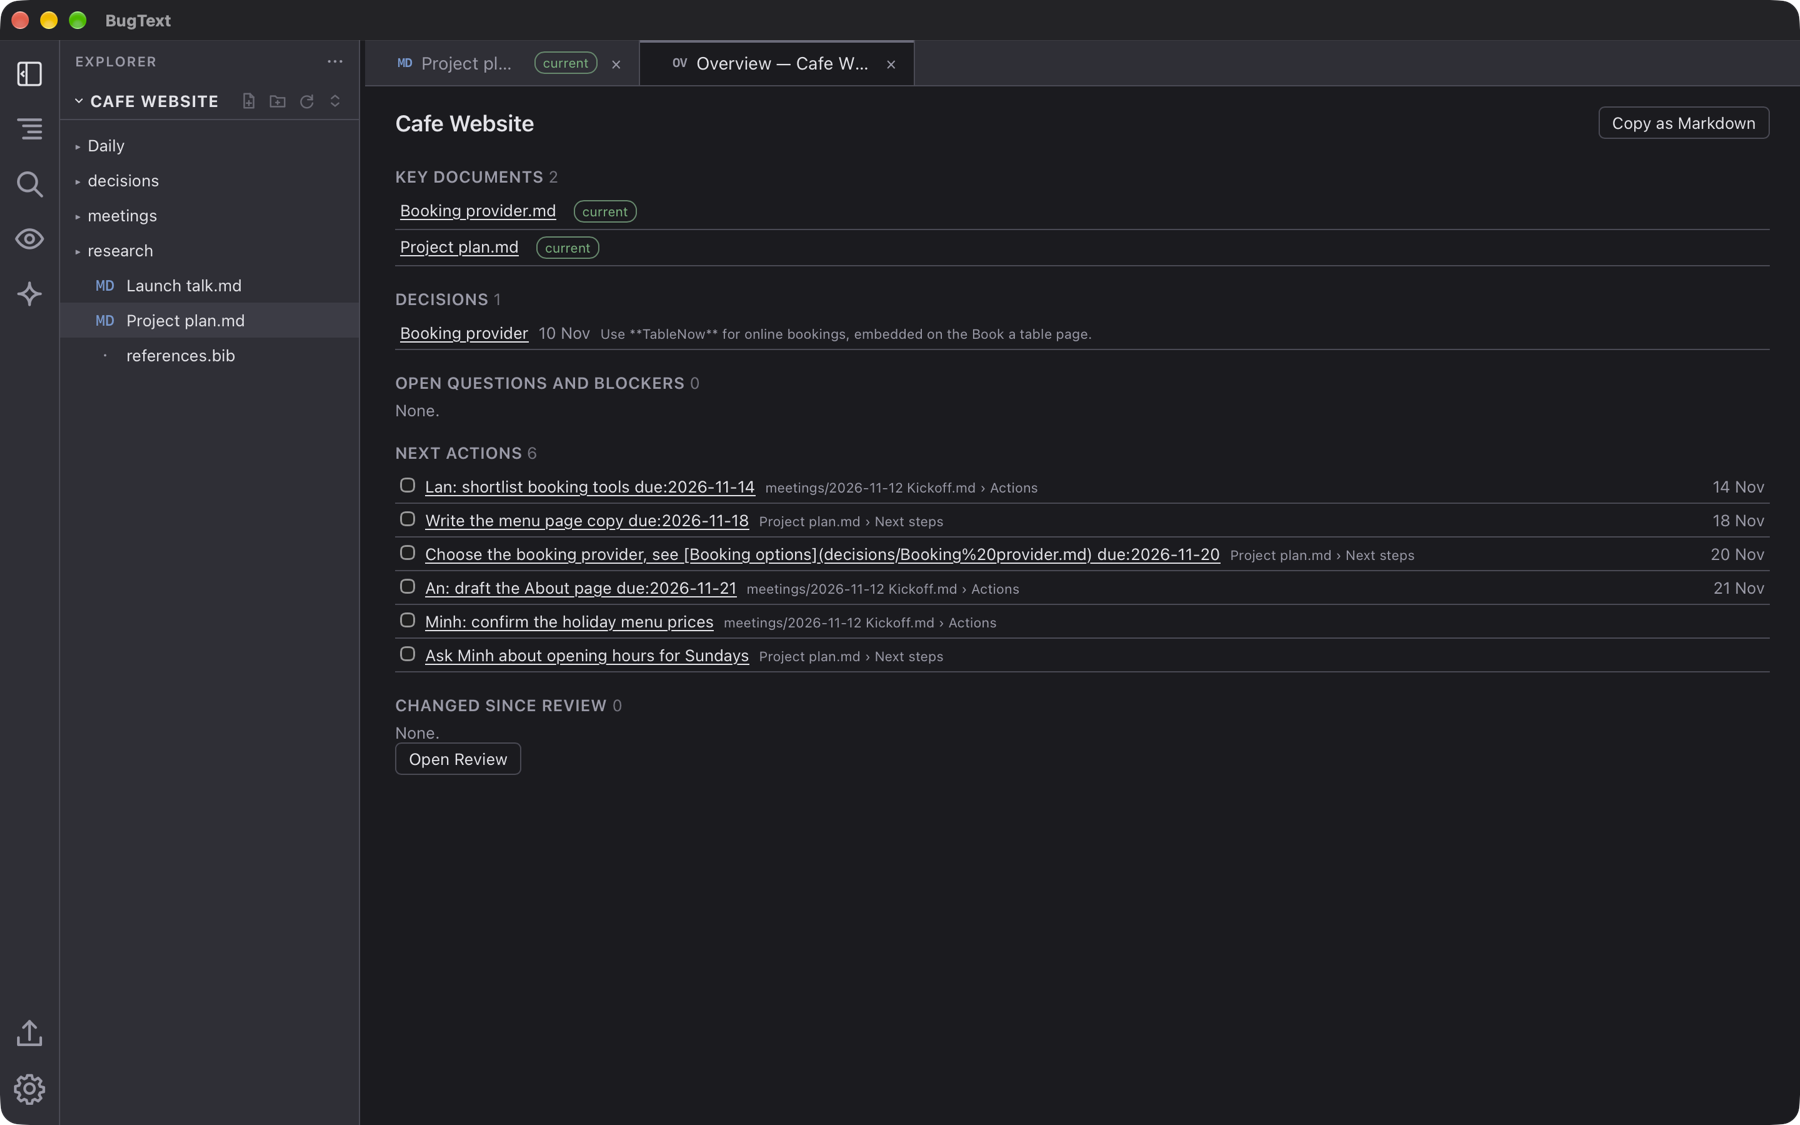 BugText
EXPLORER
CAFE WEBSITE
Daily
decisions
meetings
research
MD Launch talk.md
MD Project plan.md
references.bib
MD Project pl... current ×
OV Overview — Cafe W... ×
Cafe Website
Copy as Markdown
KEY DOCUMENTS 2
Booking provider.md current
Project plan.md current
DECISIONS 1
Booking provider 10 Nov Use **TableNow** for online bookings, embedded on the Book a table page.
OPEN QUESTIONS AND BLOCKERS 0
None.
NEXT ACTIONS 6
Lan: shortlist booking tools due:2026-11-14 meetings/2026-11-12 Kickoff.md › Actions 14 Nov
Write the menu page copy due:2026-11-18 Project plan.md › Next steps 18 Nov
Choose the booking provider, see [Booking options](decisions/Booking%20provider.md) due:2026-11-20 Project plan.md › Next steps 20 Nov
An: draft the About page due:2026-11-21 meetings/2026-11-12 Kickoff.md › Actions 21 Nov
Minh: confirm the holiday menu prices meetings/2026-11-12 Kickoff.md › Actions
Ask Minh about opening hours for Sundays Project plan.md › Next steps
CHANGED SINCE REVIEW 0
None.
Open Review